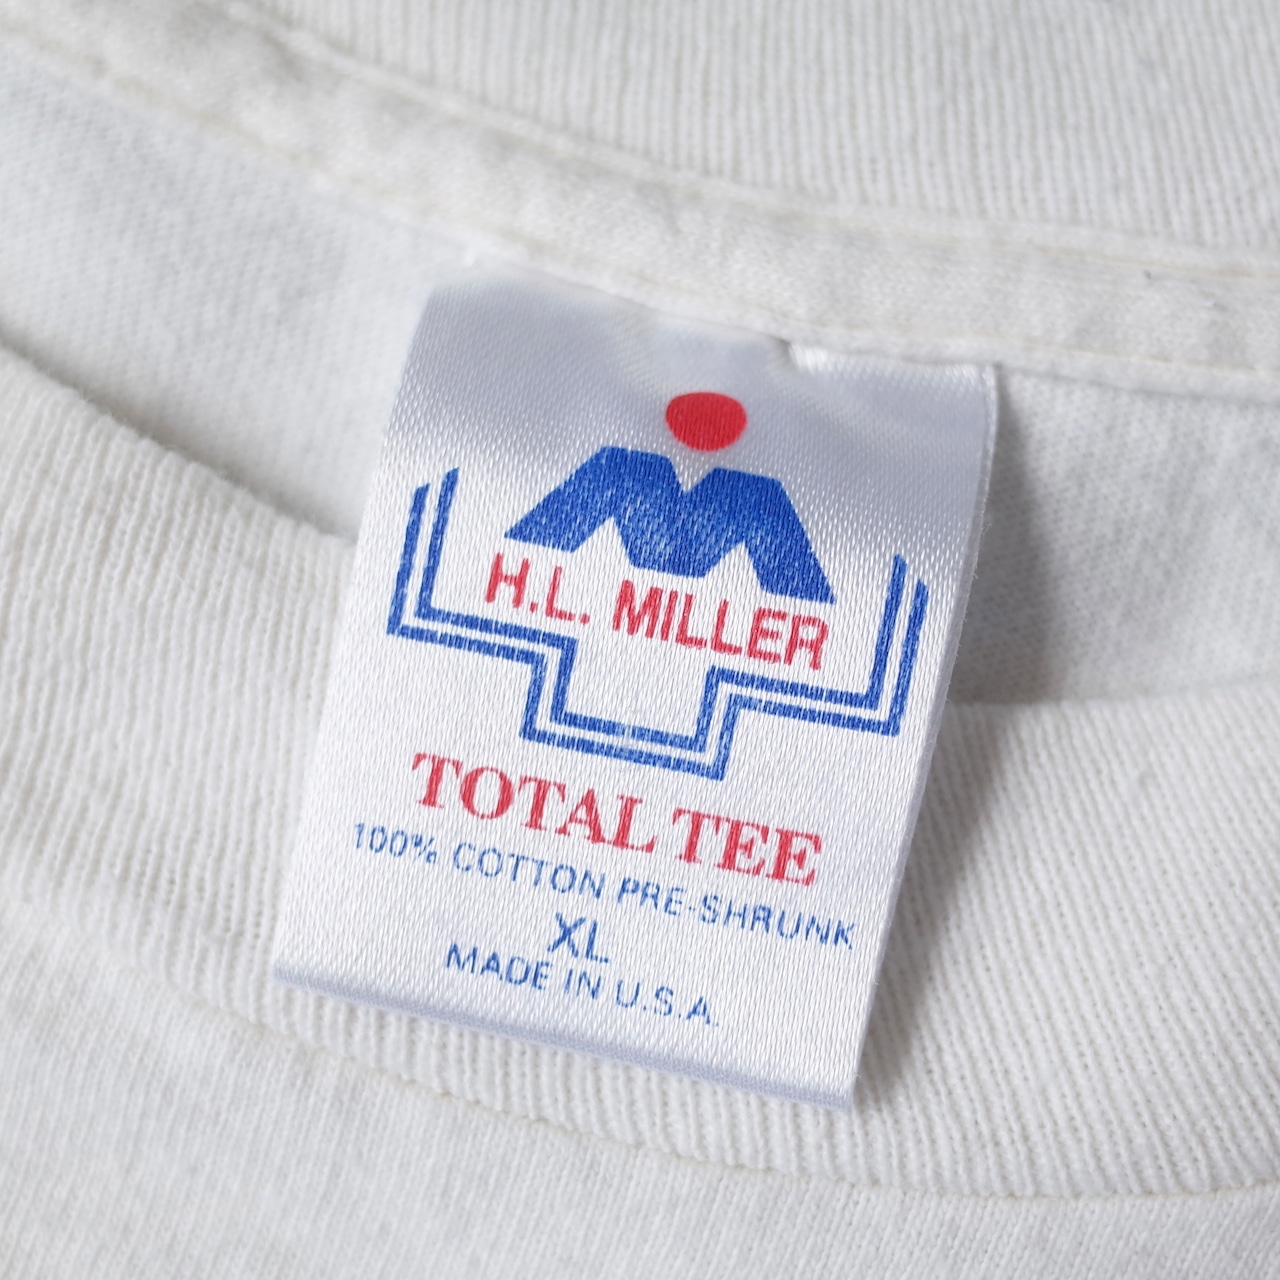 H.L. MILLER
TOTAL TEE
100% COTTON PRE-SHRUNK
XL
MADE IN U.S.A.